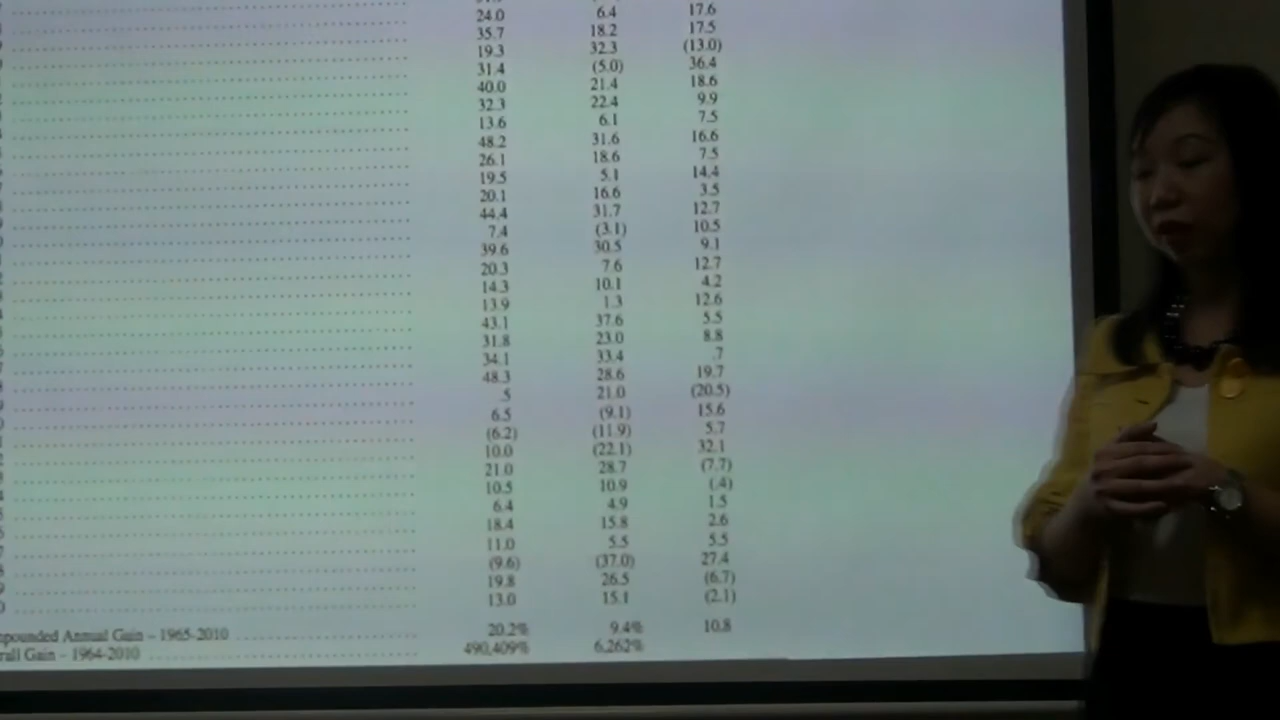 24.0 6.4 17.6
35.7 18.2 17.5
19.3 32.3 (13.0)
31.4 (5.0) 36.4
40.0 21.4 18.6
32.3 22.4 9.9
13.6 6.1 7.5
48.2 31.6 16.6
26.1 18.6 7.5
19.5 5.1 14.4
20.1 16.6 3.5
44.4 31.7 12.7
7.4 (3.1) 10.5
39.6 30.5 9.1
20.3 7.6 12.7
14.3 10.1 4.2
13.9 1.3 12.6
43.1 37.6 5.5
31.8 23.0 8.8
34.1 33.4 .7
48.3 28.6 19.7
.5 21.0 (20.5)
6.5 (9.1) 15.6
(6.2) (11.9) 5.7
10.0 (22.1) 32.1
21.0 28.7 (7.7)
10.5 10.9 (.4)
6.4 4.9 1.5
18.4 15.8 2.6
11.0 5.5 5.5
(9.6) (37.0) 27.4
19.8 26.5 (6.7)
13.0 15.1 (2.1)
pounded Annual Gain – 1965-2010 20.2% 9.4% 10.8
rall Gain – 1964-2010 490,409% 6,262%